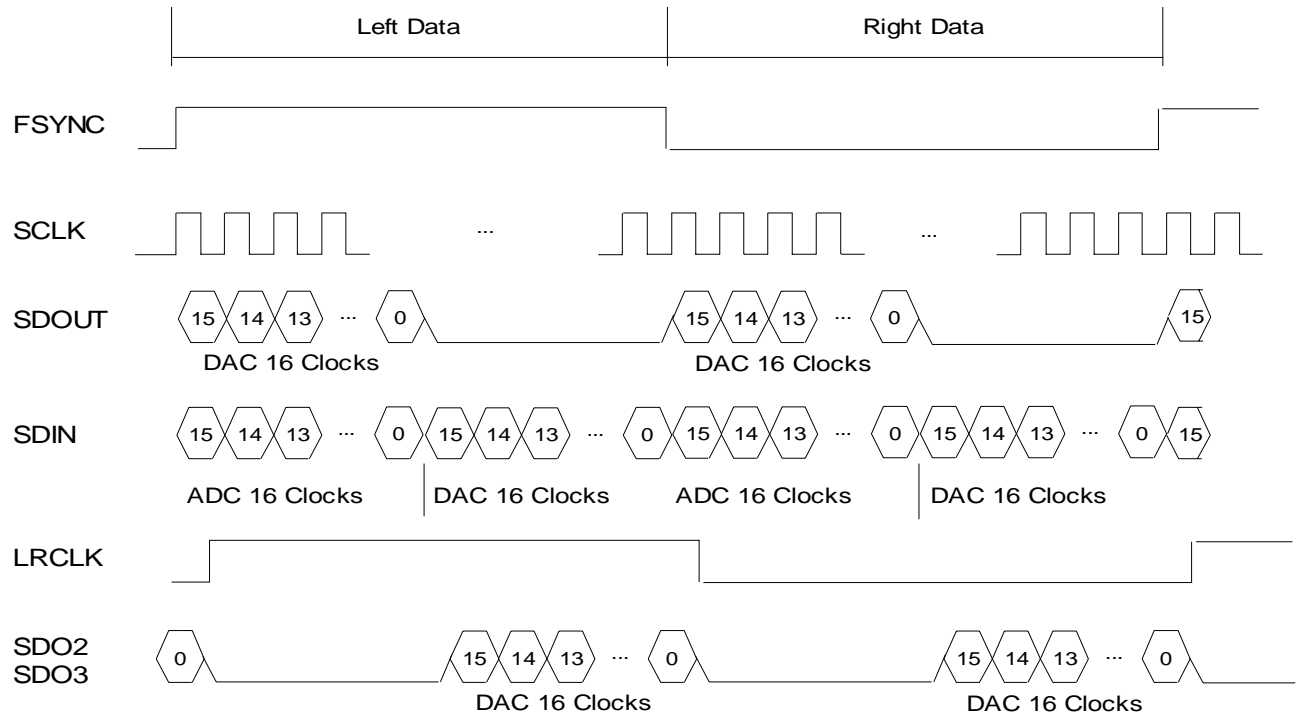 Left Data Right Data
FSYNC
SCLK ... ...
SDOUT 15 14 13 ... 0 15 14 13 ... 0 15
DAC 16 Clocks DAC 16 Clocks
SDIN 15 14 13 ... 0 15 14 13 ... 0 15 14 13 ... 0 15 14 13 ... 0 15
ADC 16 Clocks DAC 16 Clocks ADC 16 Clocks DAC 16 Clocks
LRCLK
SDO2
SDO3
0 15 14 13 ... 0 15 14 13 ... 0
DAC 16 Clocks DAC 16 Clocks